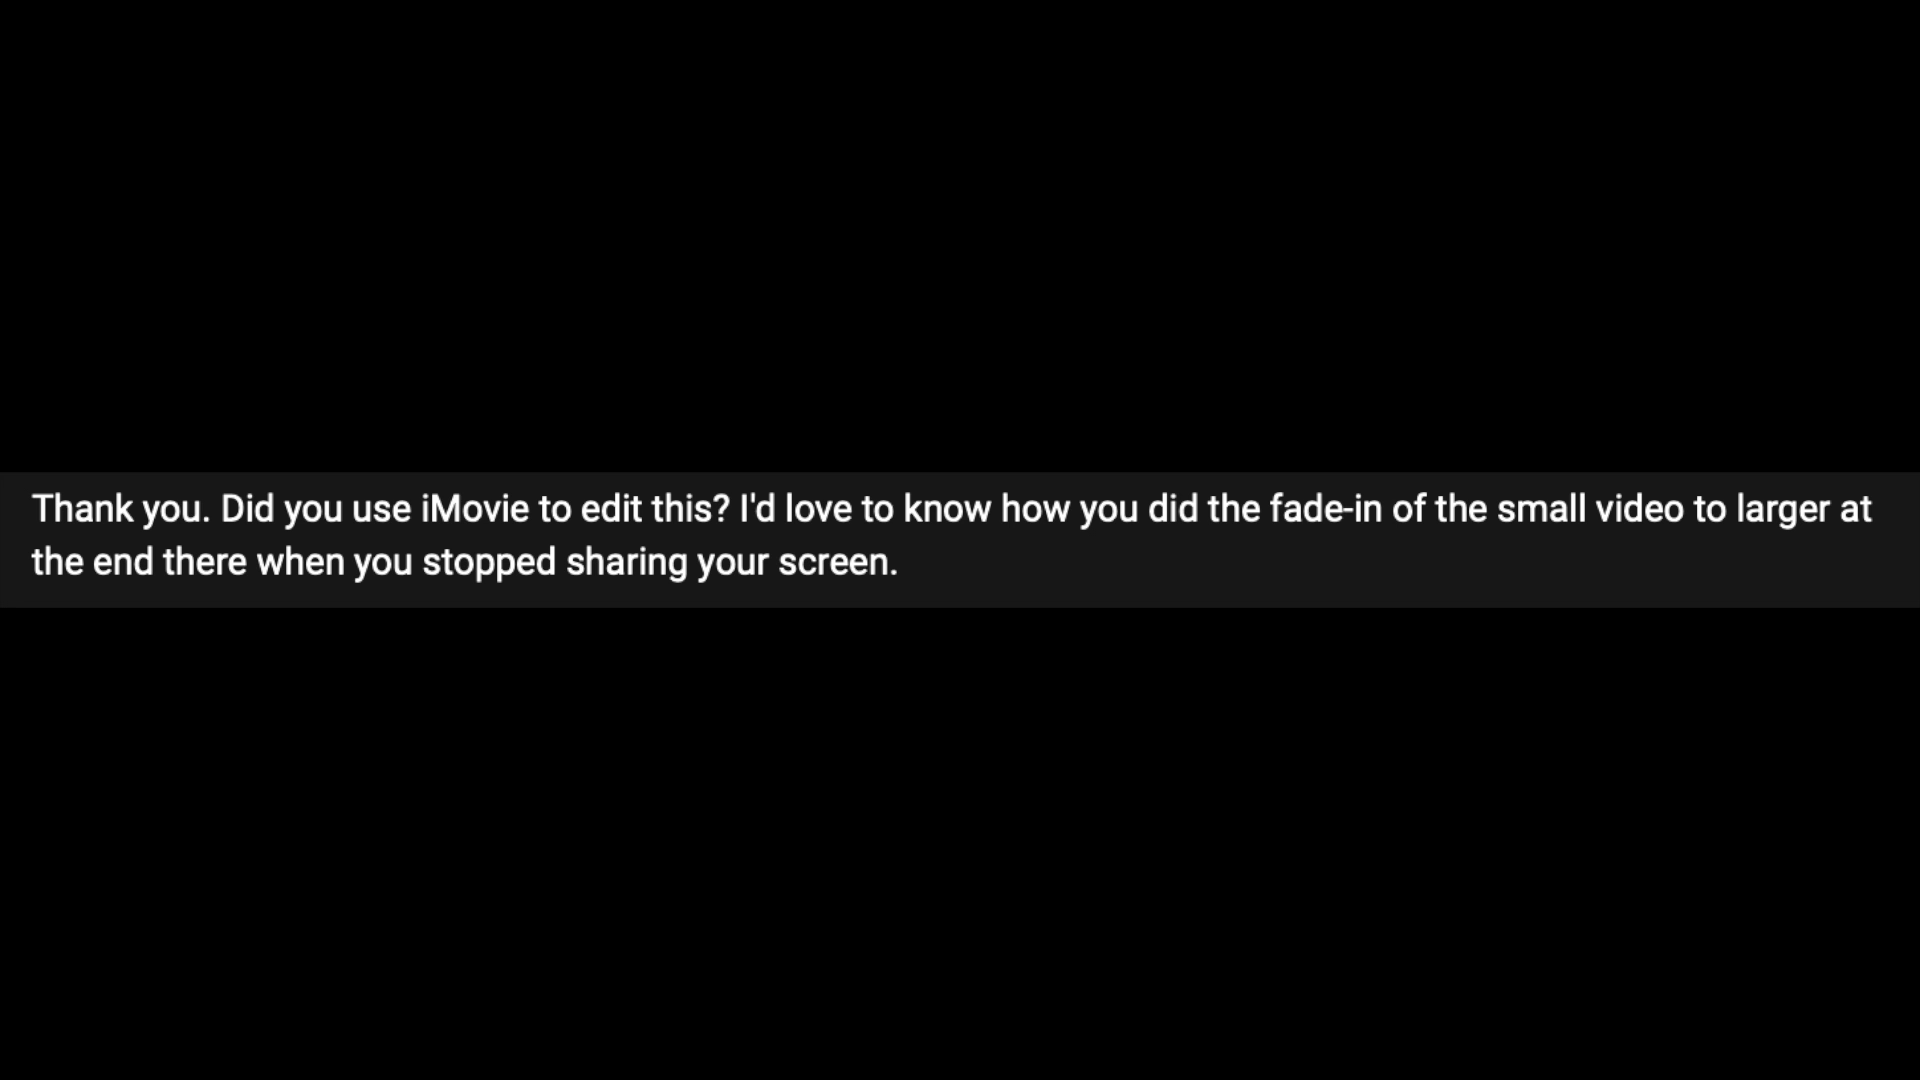 Thank you. Did you use iMovie to edit this? I'd love to know how you did the fade-in of the small video to larger at
the end there when you stopped sharing your screen.